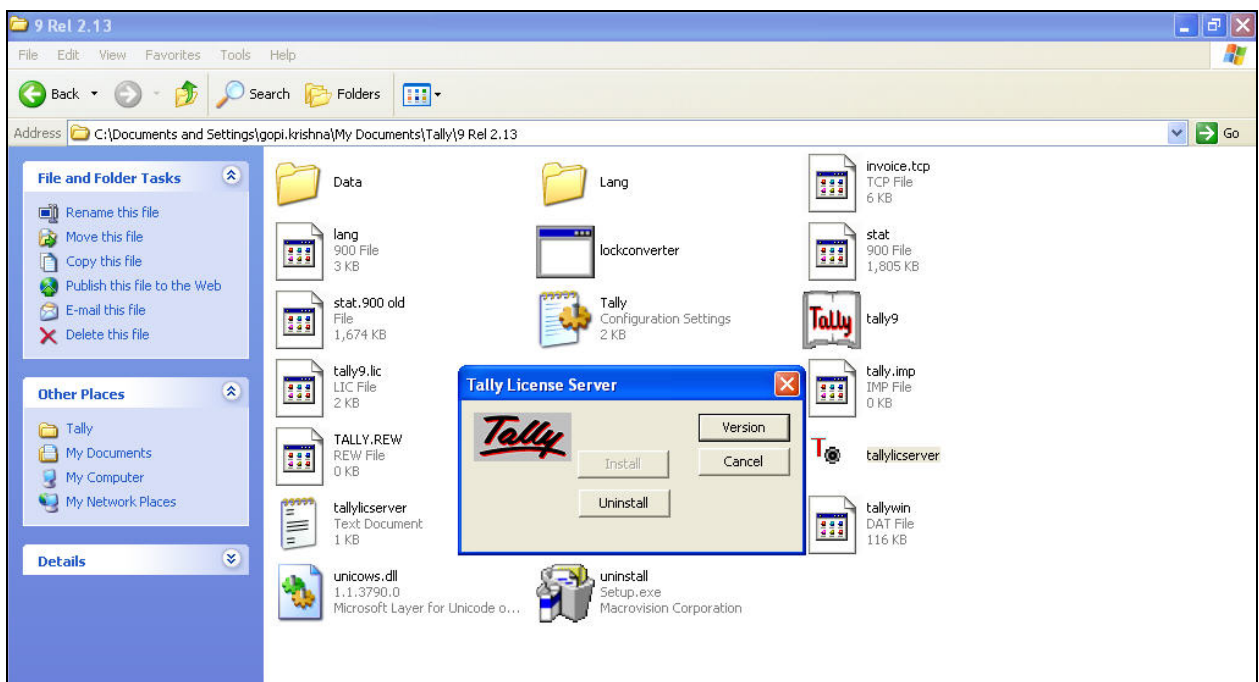 9 Rel 2.13
File Edit View Favorites Tools Help
Back Search Folders
Address C:\Documents and Settings\gopi.krishna\My Documents\Tally\9 Rel 2.13 Go
File and Folder Tasks
Rename this file
Move this file
Copy this file
Publish this file to the Web
E-mail this file
Delete this file
Other Places
Tally
My Documents
My Computer
My Network Places
Details
Data
Lang
invoice.tcp
TCP File
6 KB
lang
900 File
3 KB
lockconverter
stat
900 File
1,805 KB
stat.900 old
File
1,674 KB
Tally
Configuration Settings
2 KB
Tally
tally9
tally9.lic
LIC File
2 KB
tally.imp
IMP File
0 KB
TALLY.REW
REW File
0 KB
T
tallylicserver
tallylicserver
Text Document
1 KB
tallywin
DAT File
116 KB
unicows.dll
1.1.3790.0
Microsoft Layer for Unicode o...
uninstall
Setup.exe
Macrovision Corporation
Tally License Server
Tally
Version
Install
Cancel
Uninstall